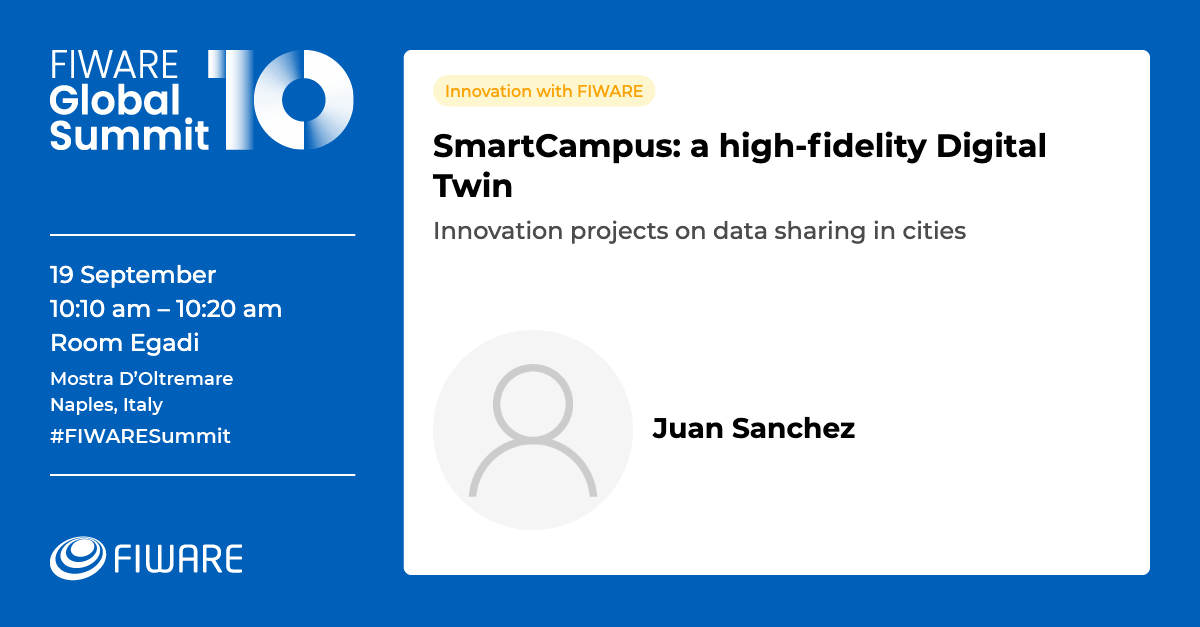 FIWARE
Global
Summit
10
19 September
10:10 am – 10:20 am
Room Egadi
Mostra D’Oltremare
Naples, Italy
#FIWARESummit
FIWARE
Innovation with FIWARE
SmartCampus: a high-fidelity Digital
Twin
Innovation projects on data sharing in cities
Juan Sanchez